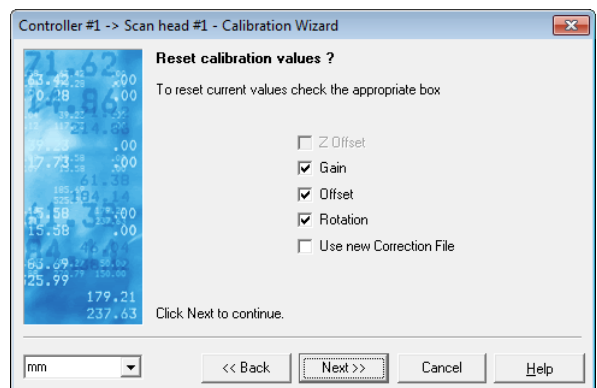 Controller #1 -> Scan head #1 - Calibration Wizard
Reset calibration values ?
To reset current values check the appropriate box
Z Offset
Gain
Offset
Rotation
Use new Correction File
179.21
237.63
Click Next to continue.
mm
<< Back
Next >>
Cancel
Help